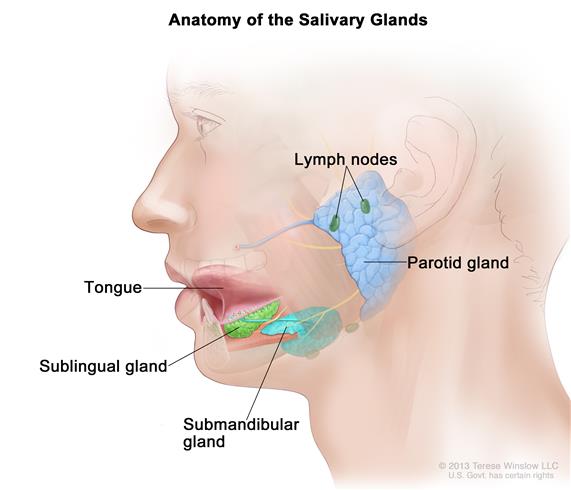 Anatomy of the Salivary Glands
Lymph nodes
Parotid gland
Tongue
Sublingual gland
Submandibular
gland
© 2013 Terese Winslow LLC
U.S. Govt. has certain rights